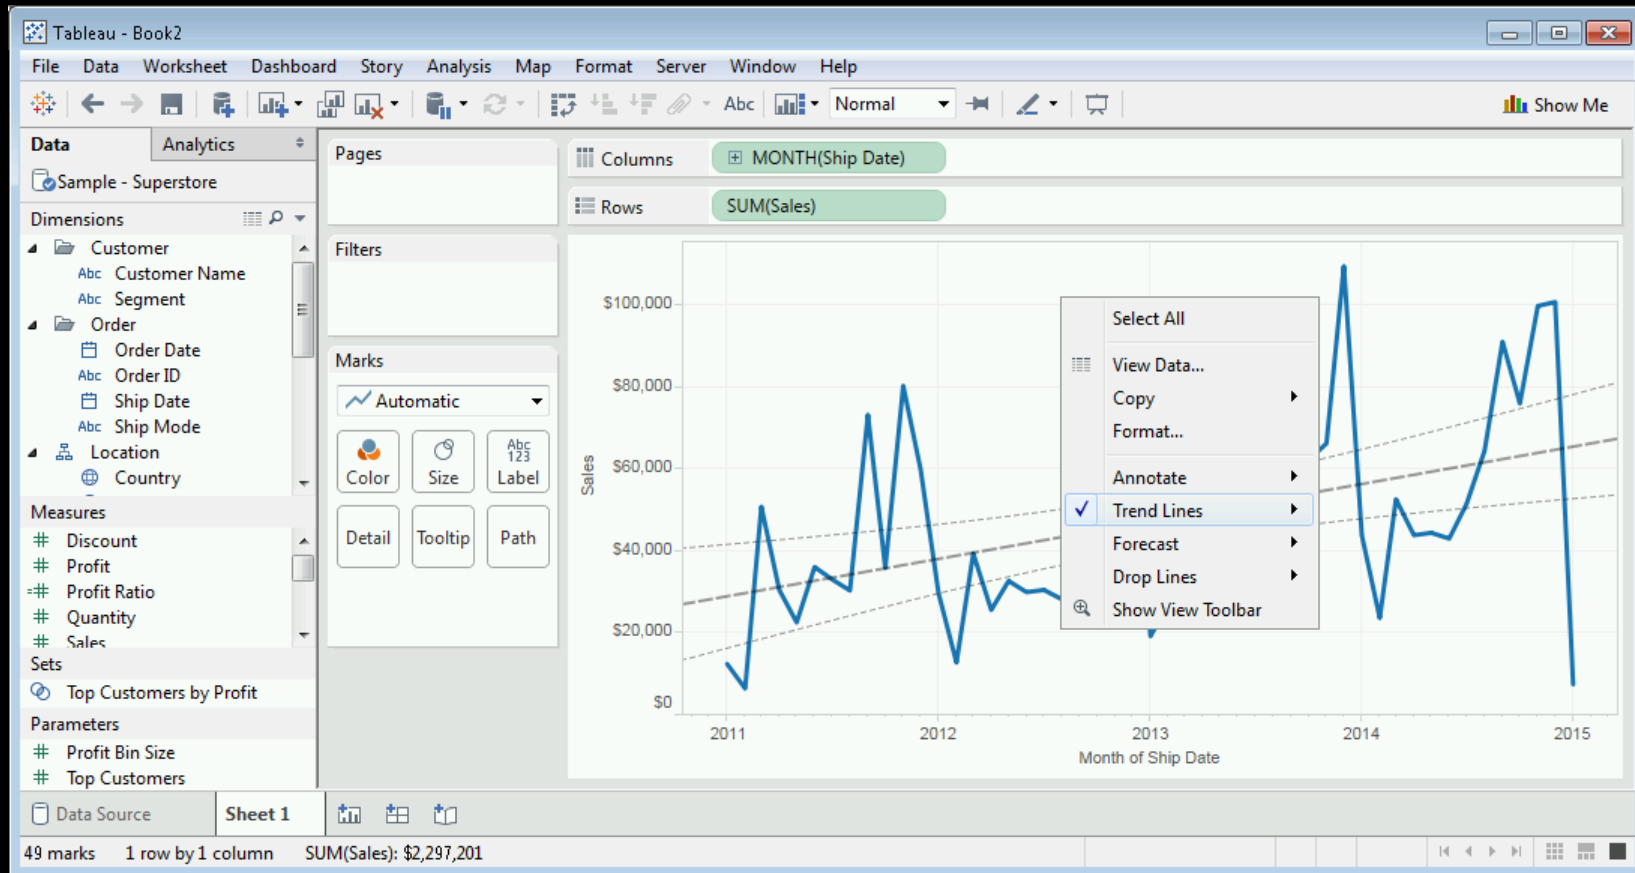 Tableau - Book2
File Data Worksheet Dashboard Story Analysis Map Format Server Window Help
Abc Normal Show Me
Data Analytics
Sample - Superstore
Dimensions
Customer
Abc Customer Name
Abc Segment
Order
Order Date
Abc Order ID
Ship Date
Abc Ship Mode
Location
Country
Measures
# Discount
# Profit
=# Profit Ratio
# Quantity
# Sales
Sets
Top Customers by Profit
Parameters
# Profit Bin Size
# Top Customers
Pages
Filters
Marks
Automatic
Color Size Abc 123 Label
Detail Tooltip Path
Columns MONTH(Ship Date)
Rows SUM(Sales)
Sales
$100,000
$80,000
$60,000
$40,000
$20,000
$0
2011 2012 2013 2014 2015
Month of Ship Date
Select All
View Data...
Copy
Format...
Annotate
Trend Lines
Forecast
Drop Lines
Show View Toolbar
Data Source Sheet 1
49 marks 1 row by 1 column SUM(Sales): $2,297,201